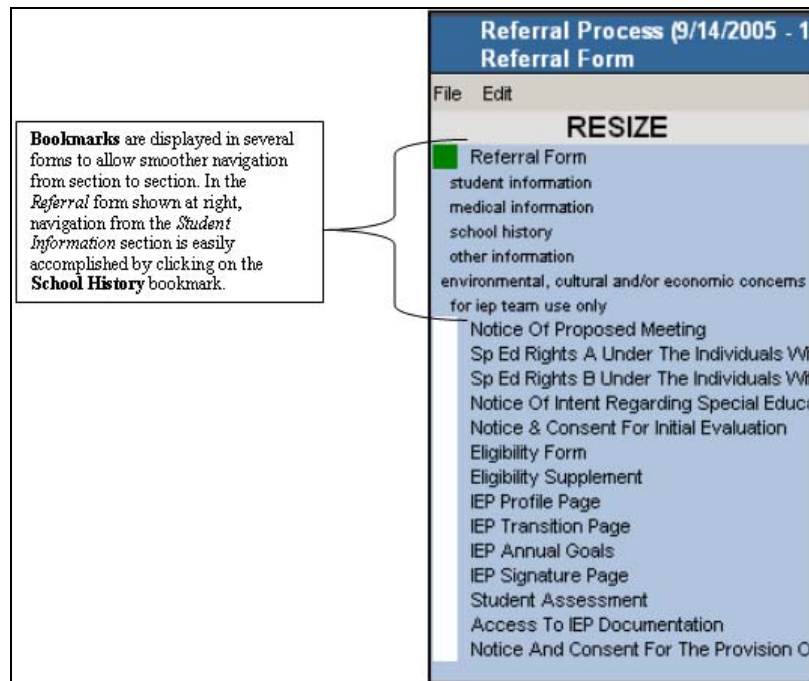 Bookmarks are displayed in several
forms to allow smoother navigation
from section to section. In the
Referral form shown at right,
navigation from the Student
Information section is easily
accomplished by clicking on the
School History bookmark.
Referral Process (9/14/2005 - 1
Referral Form
File Edit
RESIZE
Referral Form
student information
medical information
school history
other information
environmental, cultural and/or economic concerns
for iep team use only
Notice Of Proposed Meeting
Sp Ed Rights A Under The Individuals Wi
Sp Ed Rights B Under The Individuals Wit
Notice Of Intent Regarding Special Educa
Notice & Consent For Initial Evaluation
Eligibility Form
Eligibility Supplement
IEP Profile Page
IEP Transition Page
IEP Annual Goals
IEP Signature Page
Student Assessment
Access To IEP Documentation
Notice And Consent For The Provision O